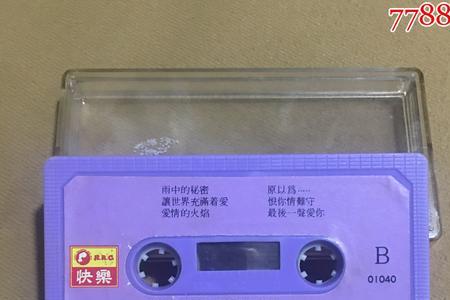 7788
雨中的秘密
讓世界充滿着愛
愛情的火焰
原以爲……
恨你情難守
最後一聲愛你
R.R.G
快樂
B
01040